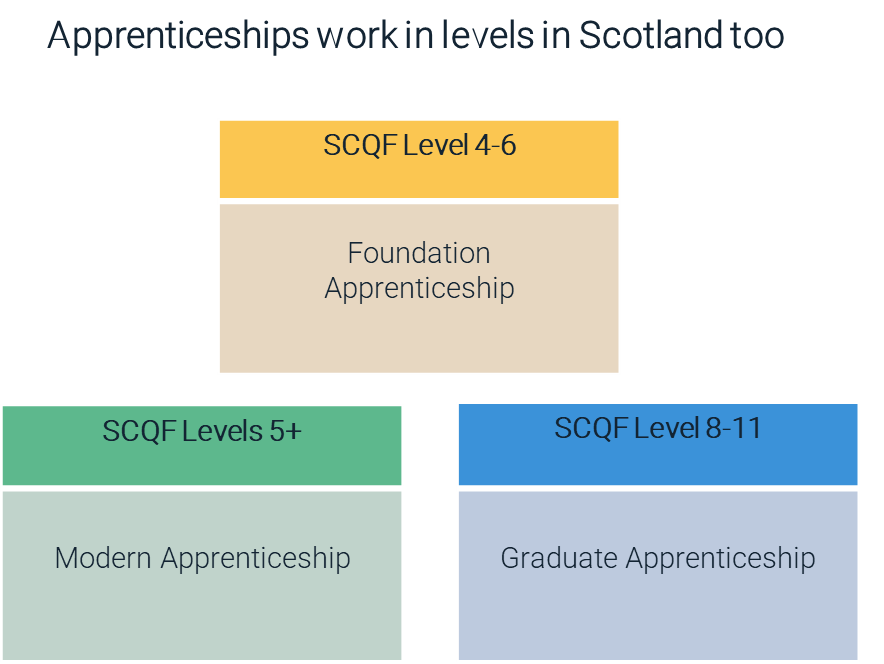 Apprenticeships work in levels in Scotland too
SCQF Level 4-6
Foundation
Apprenticeship
SCQF Levels 5+
SCQF Level 8-11
Modern Apprenticeship
Graduate Apprenticeship